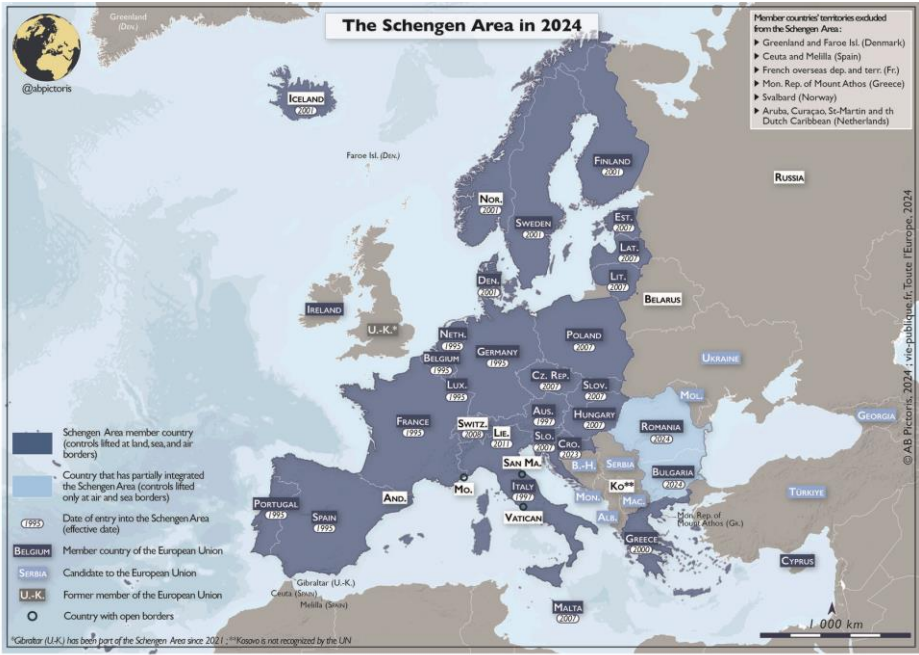 Greenland
(DEN.)
The Schengen Area in 2024
@abpictoris
Member countries' territories excluded
from the Schengen Area :
Greenland and Faroe Isl. (Denmark)
Ceuta and Melilla (Spain)
French overseas dep. and terr. (Fr.)
Mon. Rep. of Mount Athos (Greece)
Svalbard (Norway)
Aruba, Curaçao, St-Martin and th
Dutch Caribbean (Netherlands)
ICELAND
2001
Faroe Isl. (DEN.)
FINLAND
2001
RUSSIA
NOR.
2001
SWEDEN
2001
EST.
2007
LAT.
2007
LIT.
2007
DEN.
2001
BELARUS
IRELAND
U.-K.*
NETH.
1995
BELGIUM
1995
GERMANY
1995
POLAND
2007
UKRAINE
LUX.
1995
CZ. REP.
2007
SLOV.
2007
MOL.
FRANCE
1995
SWITZ.
2008
LIE.
2011
AUS.
1997
HUNGARY
2007
ROMANIA
2024
GEORGIA
SLO.
2007
CRO.
2023
SAN MA.
B.-H.
SERBIA
BULGARIA
2024
KO**
AND.
MO.
ITALY
1997
MON.
MAC.
TÜRKIYE
PORTUGAL
1995
SPAIN
1995
VATICAN
ALB.
Mon. Rep. of
Mount Athos (GR.)
GREECE
2000
CYPRUS
Gibraltar (U.-K.)
Ceuta (SPAIN)
Melilla (SPAIN)
MALTA
2007
Schengen Area member country
(controls lifted at land, sea, and air
borders)
Country that has partially integrated
the Schengen Area (controls lifted
only at air and sea borders)
1995 Date of entry into the Schengen Area
(effective date)
BELGIUM Member country of the European Union
SERBIA Candidate to the European Union
U.-K. Former member of the European Union
Country with open borders
1 000 km
*Gibraltar (U.-K.) has been part of the Schengen Area since 2021 ; **Kosovo is not recognized by the UN
© AB Pictoris, 2024 ; vie-publique.fr, Toute l'Europe, 2024